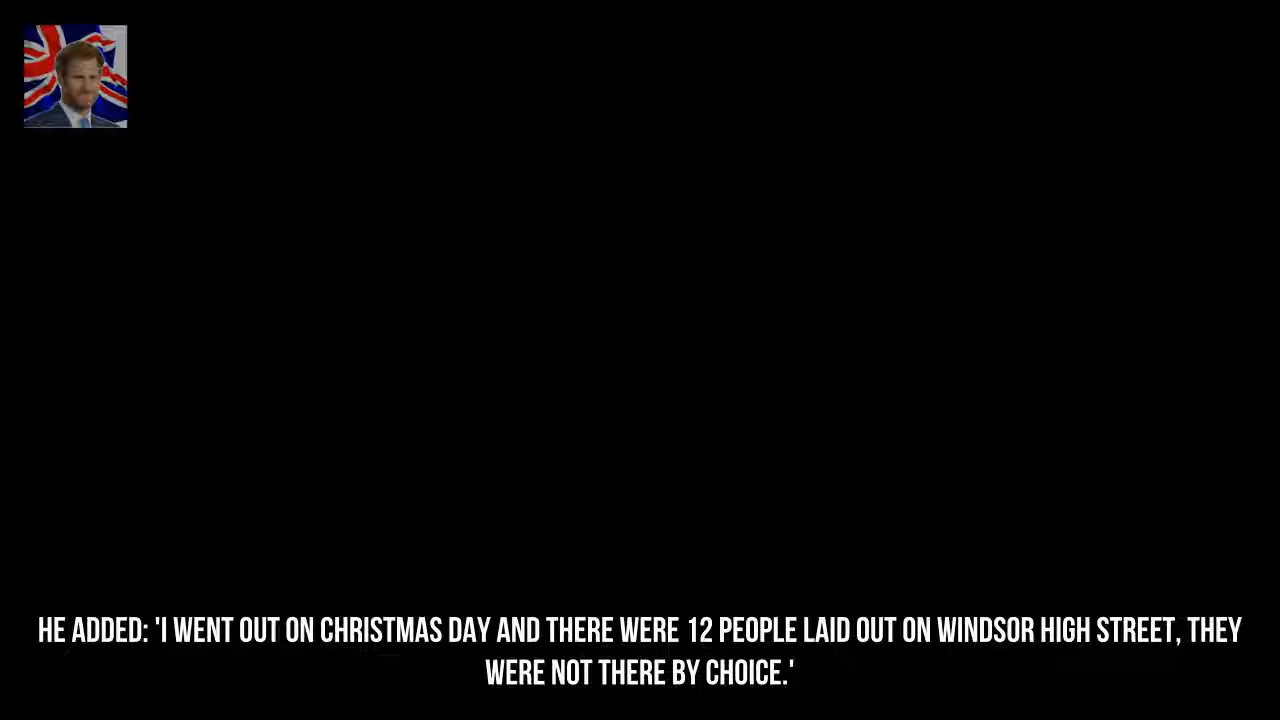 HE ADDED: 'I WENT OUT ON CHRISTMAS DAY AND THERE WERE 12 PEOPLE LAID OUT ON WINDSOR HIGH STREET, THEY
WERE NOT THERE BY CHOICE.'